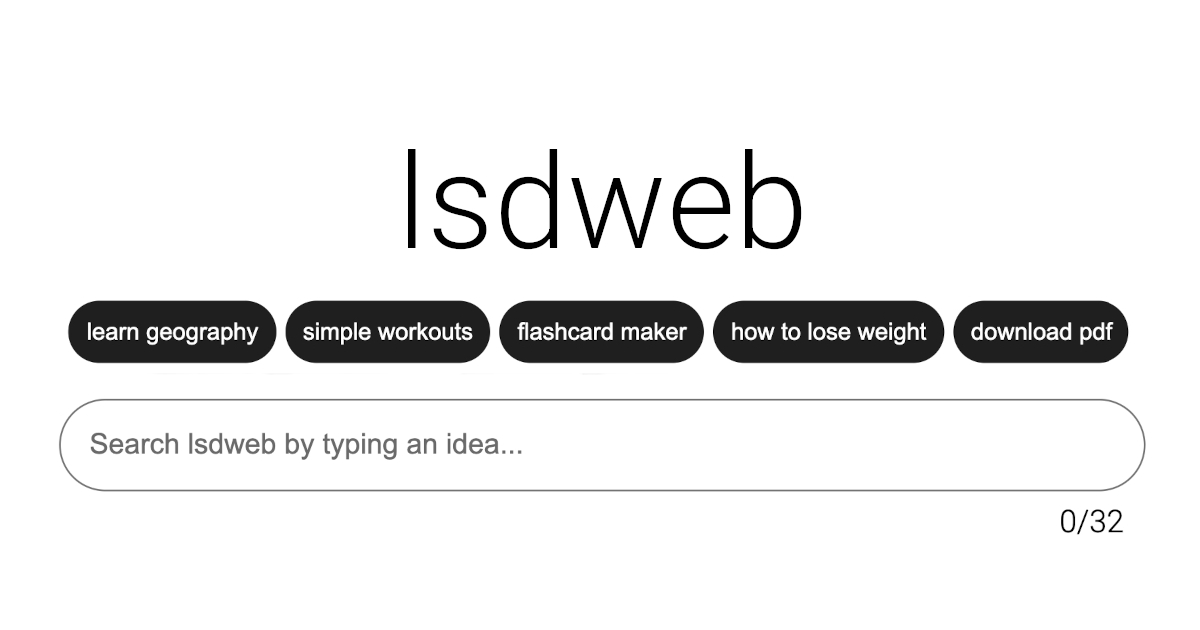 lsdweb
learn geography simple workouts flashcard maker how to lose weight download pdf
Search lsdweb by typing an idea...
0/32